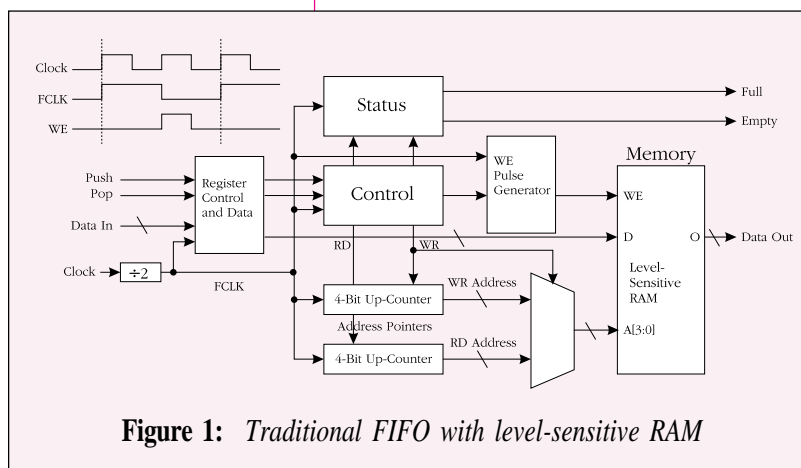 Clock
FCLK
WE
Status
Full
Empty
Memory
Push
Pop
Data In
Register
Control
and Data
Control
WE
Pulse
Generator
WE
D
O
Data Out
Level-
Sensitive
RAM
A[3:0]
Clock
÷2
FCLK
RD
WR
4-Bit Up-Counter
WR Address
Address Pointers
4-Bit Up-Counter
RD Address
Figure 1: Traditional FIFO with level-sensitive RAM